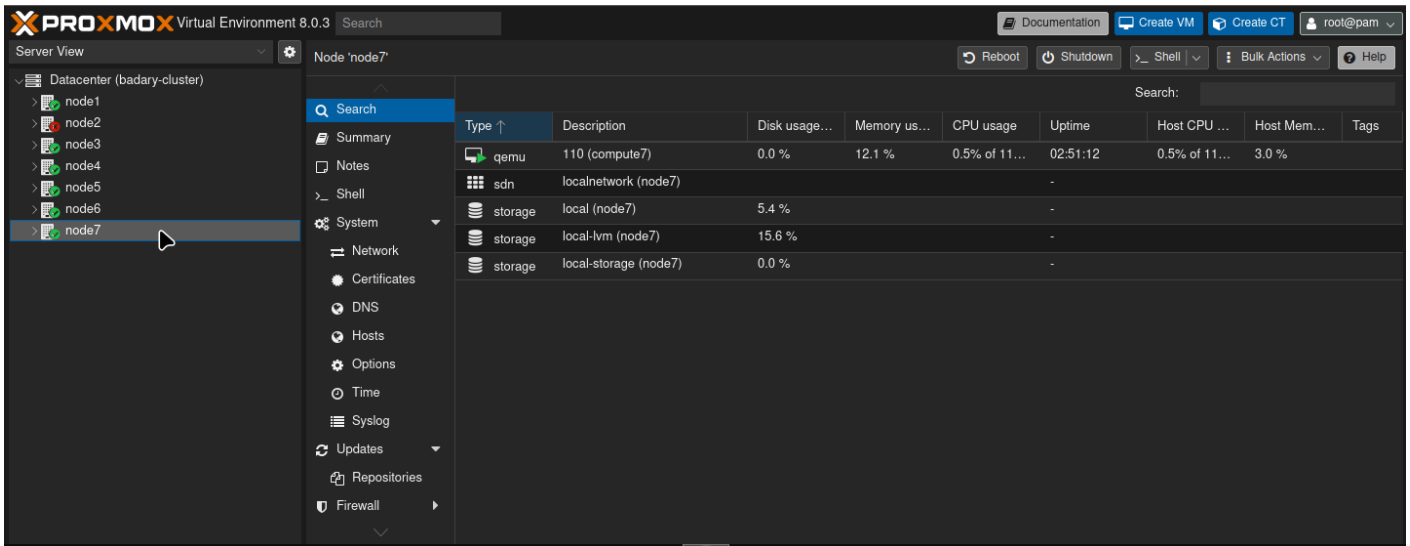 PROXMOX Virtual Environment 8.0.3 Search Documentation Create VM Create CT root@pam
Server View
Node 'node7' Reboot Shutdown >_ Shell Bulk Actions Help
Datacenter (badary-cluster)
node1
node2
node3
node4
node5
node6
node7
Search
Summary
Notes
>_ Shell
System
Network
Certificates
DNS
Hosts
Options
Time
Syslog
Updates
Repositories
Firewall
Search:
Type ↑ Description Disk usage... Memory us... CPU usage Uptime Host CPU ... Host Mem... Tags
qemu 110 (compute7) 0.0 % 12.1 % 0.5% of 11... 02:51:12 0.5% of 11... 3.0 %
sdn localnetwork (node7) -
storage local (node7) 5.4 % -
storage local-lvm (node7) 15.6 % -
storage local-storage (node7) 0.0 % -